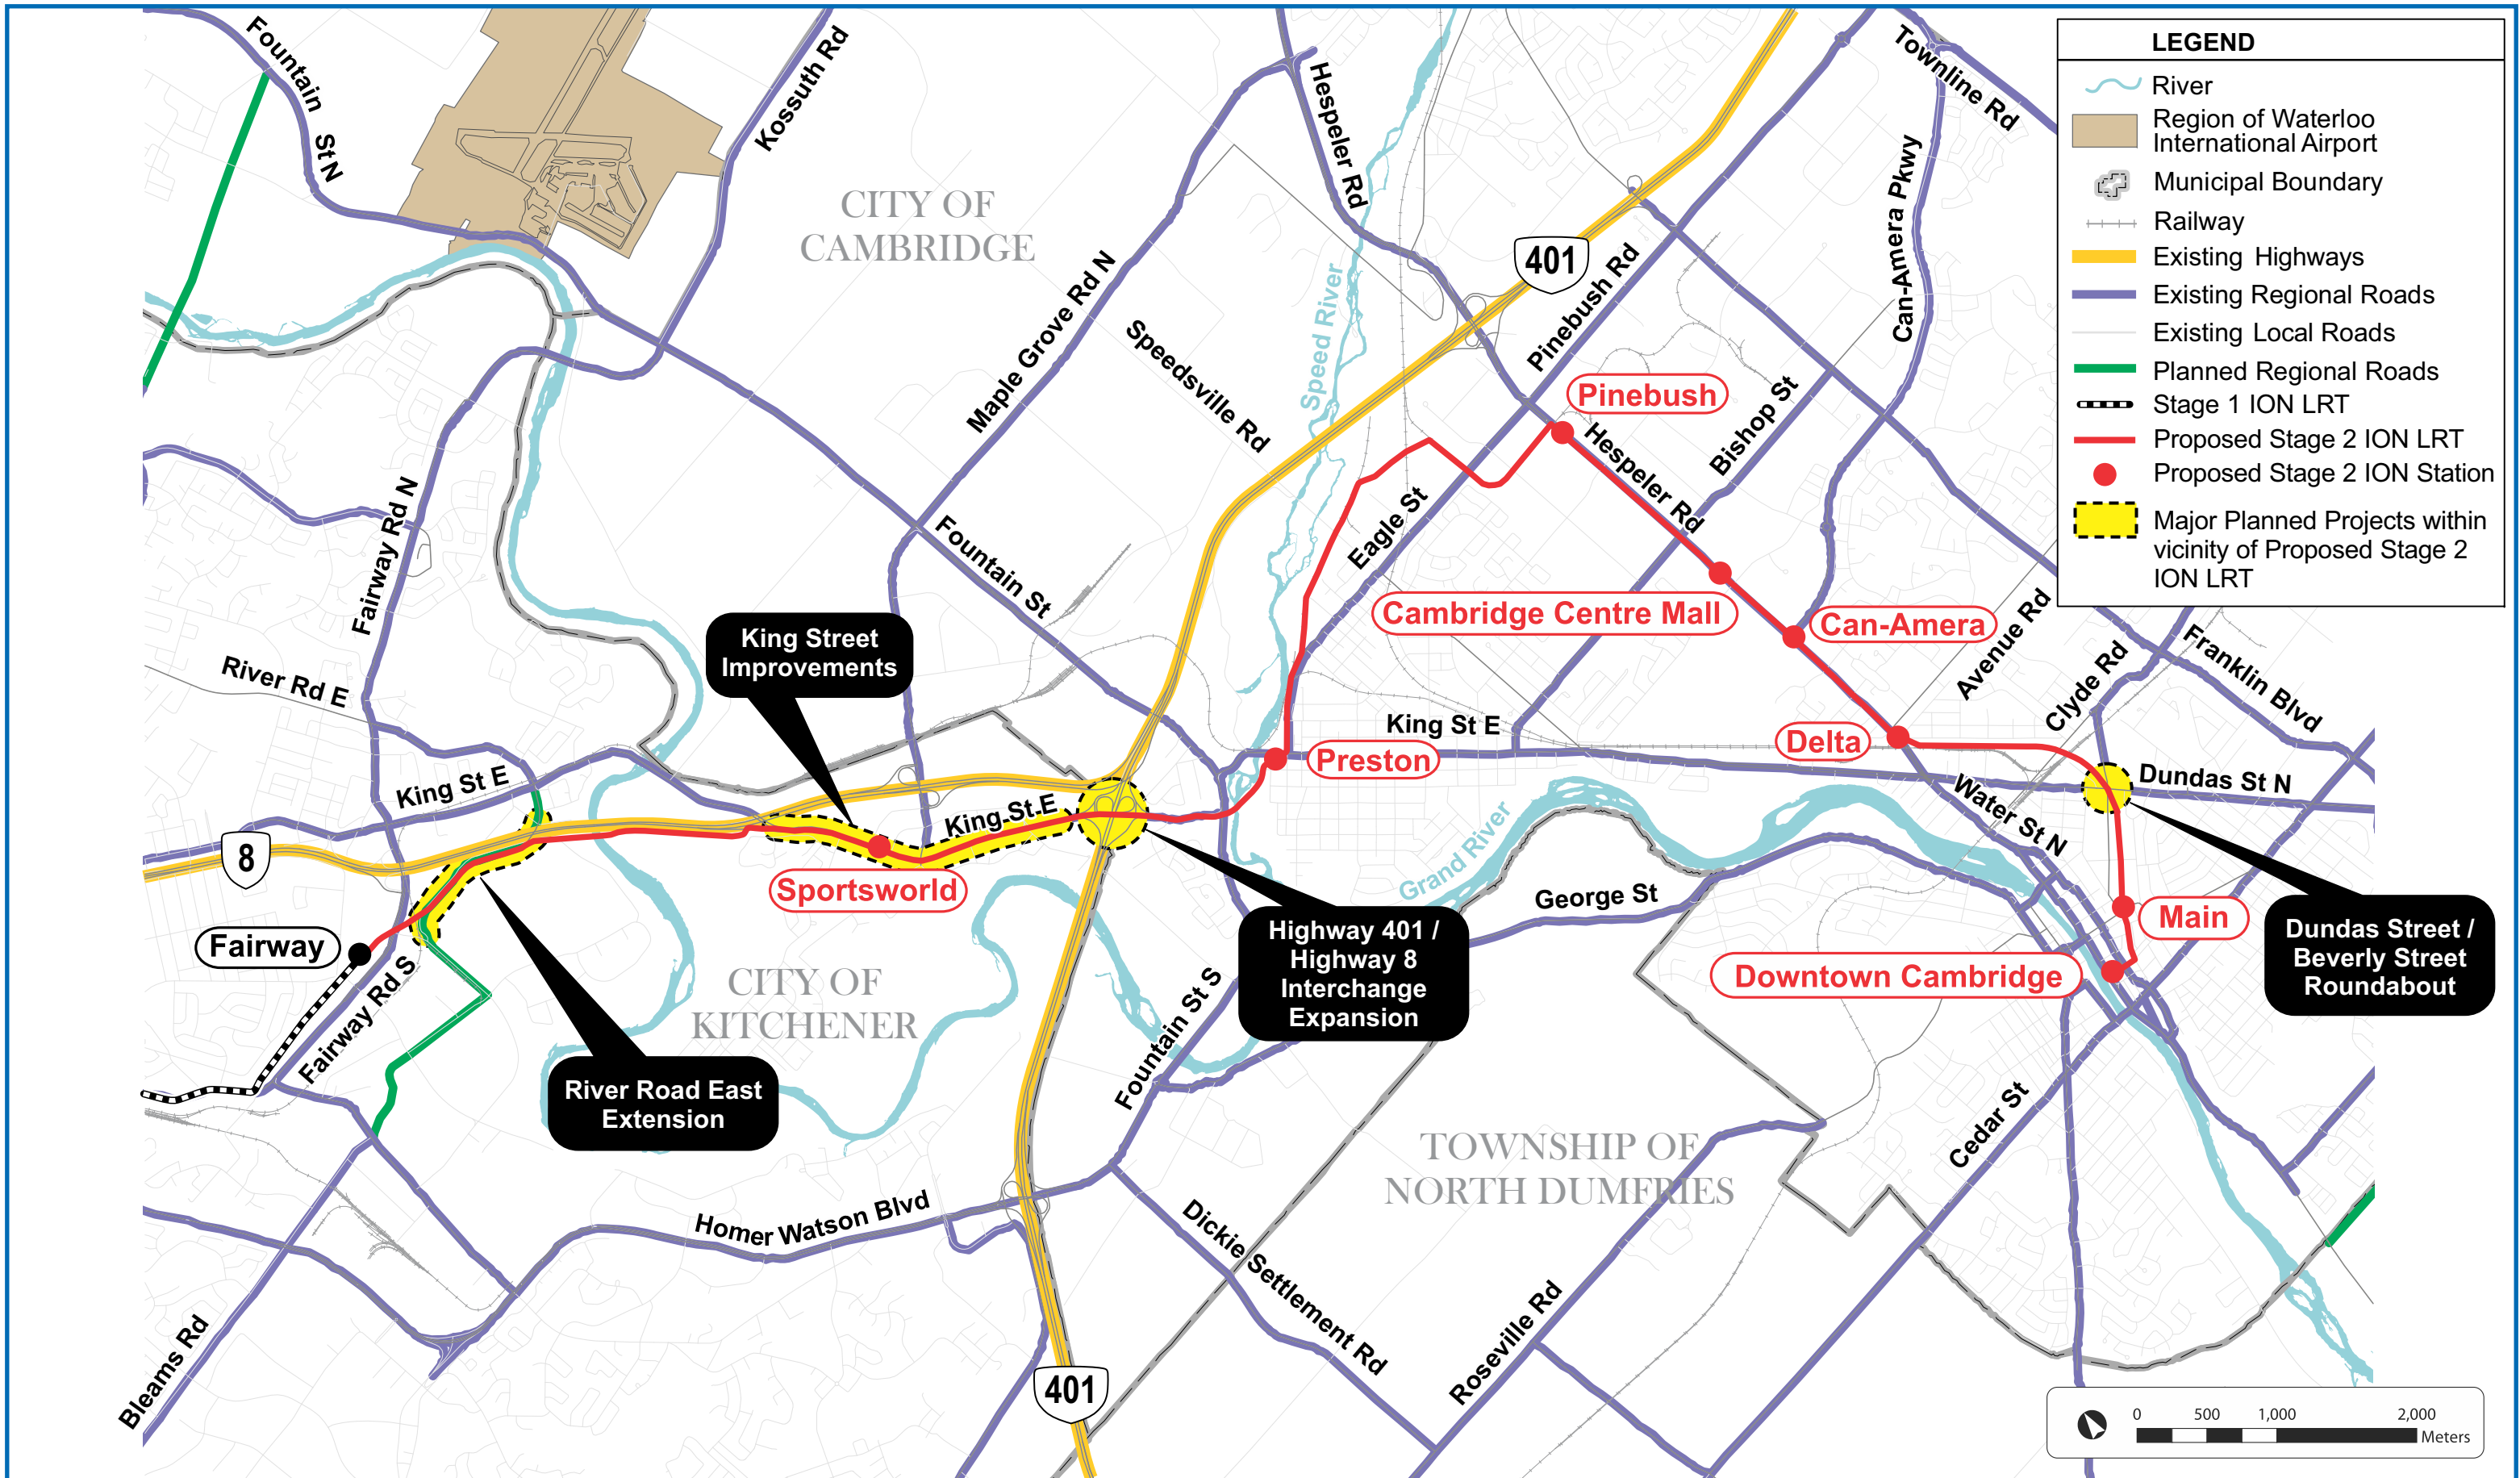 Fountain
St N
Kossuth Rd
CITY OF
CAMBRIDGE
Hespeler Rd
Townline Rd
Can-Amera Pkwy
401
Pinebush Rd
Speed River
Maple Grove Rd N
Speedsville Rd
Pinebush
Hespeler Rd
Bishop St
Eagle St
Fountain St
Fairway Rd N
Cambridge Centre Mall
Can-Amera
Avenue Rd
Clyde Rd
Franklin Blvd
King Street
Improvements
River Rd E
King St E
Preston
Delta
Dundas St N
Water St N
King St E
King St E
8
Sportsworld
Grand River
George St
Main
Dundas Street /
Beverly Street
Roundabout
Fairway
Highway 401 /
Highway 8
Interchange
Expansion
Downtown Cambridge
Fairway Rd S
CITY OF
KITCHENER
Fountain St S
River Road East
Extension
Cedar St
TOWNSHIP OF
NORTH DUMFRIES
Homer Watson Blvd
Dickie Settlement Rd
Roseville Rd
Bleams Rd
401
LEGEND
River
Region of Waterloo
International Airport
Municipal Boundary
Railway
Existing Highways
Existing Regional Roads
Existing Local Roads
Planned Regional Roads
Stage 1 ION LRT
Proposed Stage 2 ION LRT
Proposed Stage 2 ION Station
Major Planned Projects within
vicinity of Proposed Stage 2
ION LRT
0 500 1,000 2,000
Meters